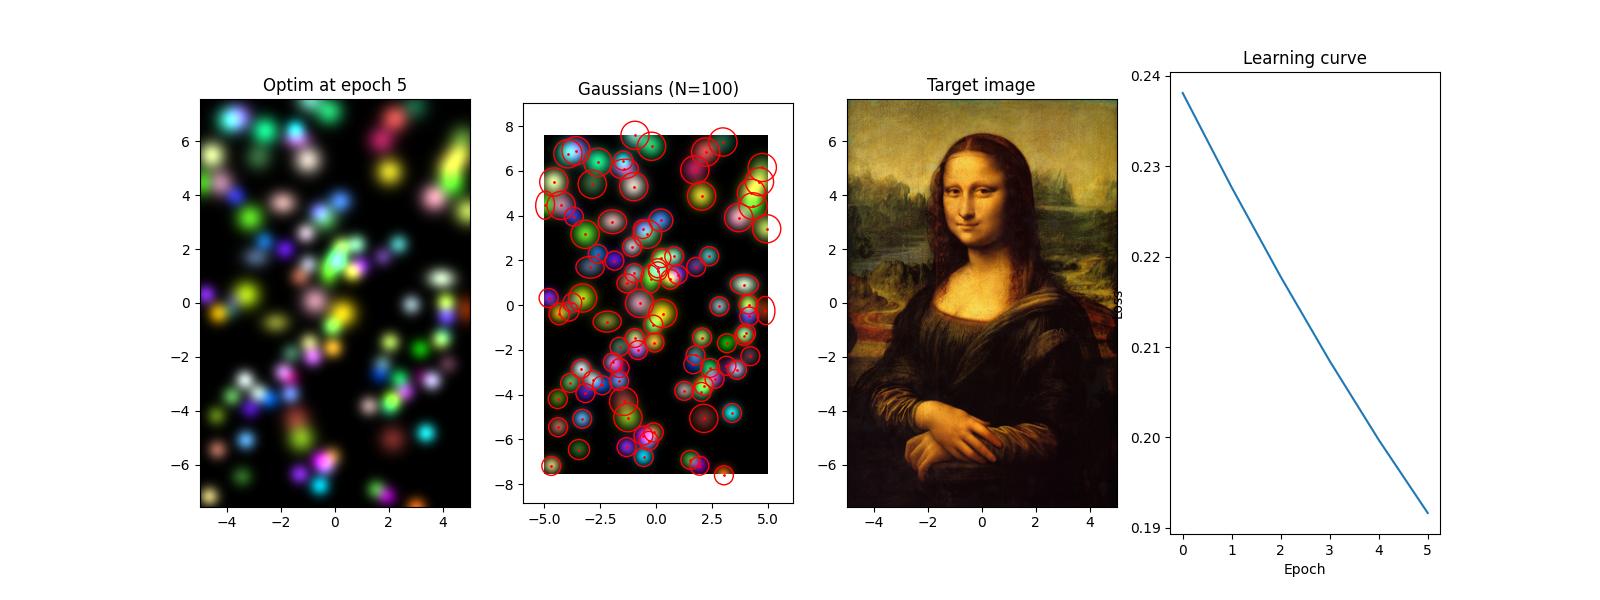 Optim at epoch 5
6
4
2
0
−2
−4
−6
−4 −2 0 2 4
Gaussians (N=100)
8
6
4
2
0
−2
−4
−6
−8
−5.0 −2.5 0.0 2.5 5.0
Target image
6
4
2
0
−2
−4
−6
−4 −2 0 2 4
Learning curve
Loss
0.24
0.23
0.22
0.21
0.20
0.19
0 1 2 3 4 5
Epoch